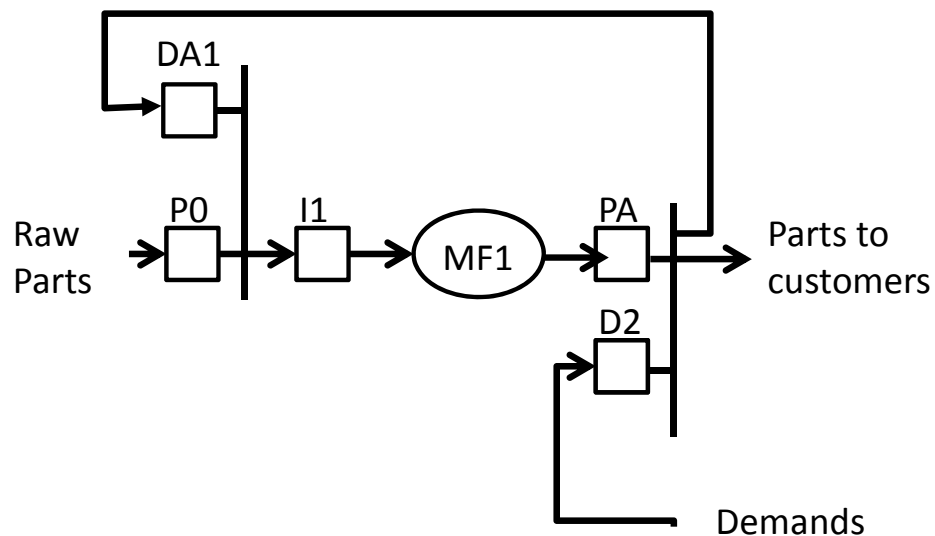 DA1
P0
I1
PA
Raw
Parts
MF1
Parts to
customers
D2
Demands